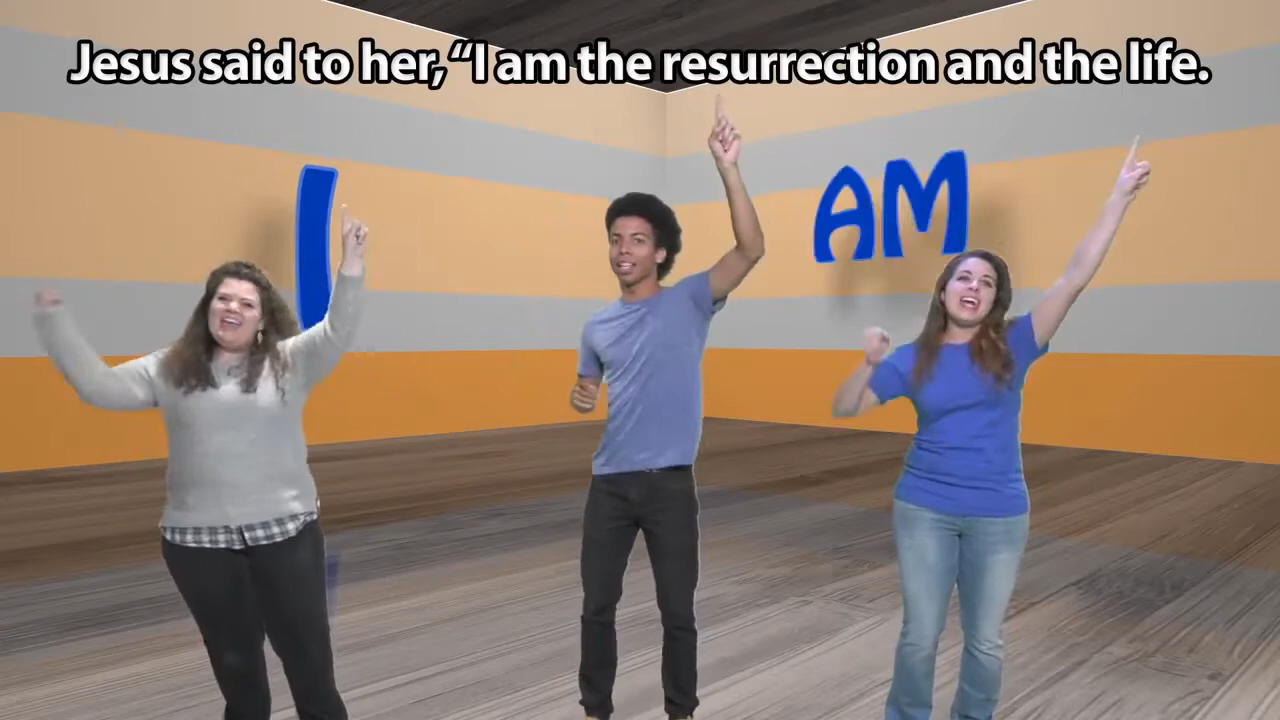 Jesus said to her, “I am the resurrection and the life.
I AM